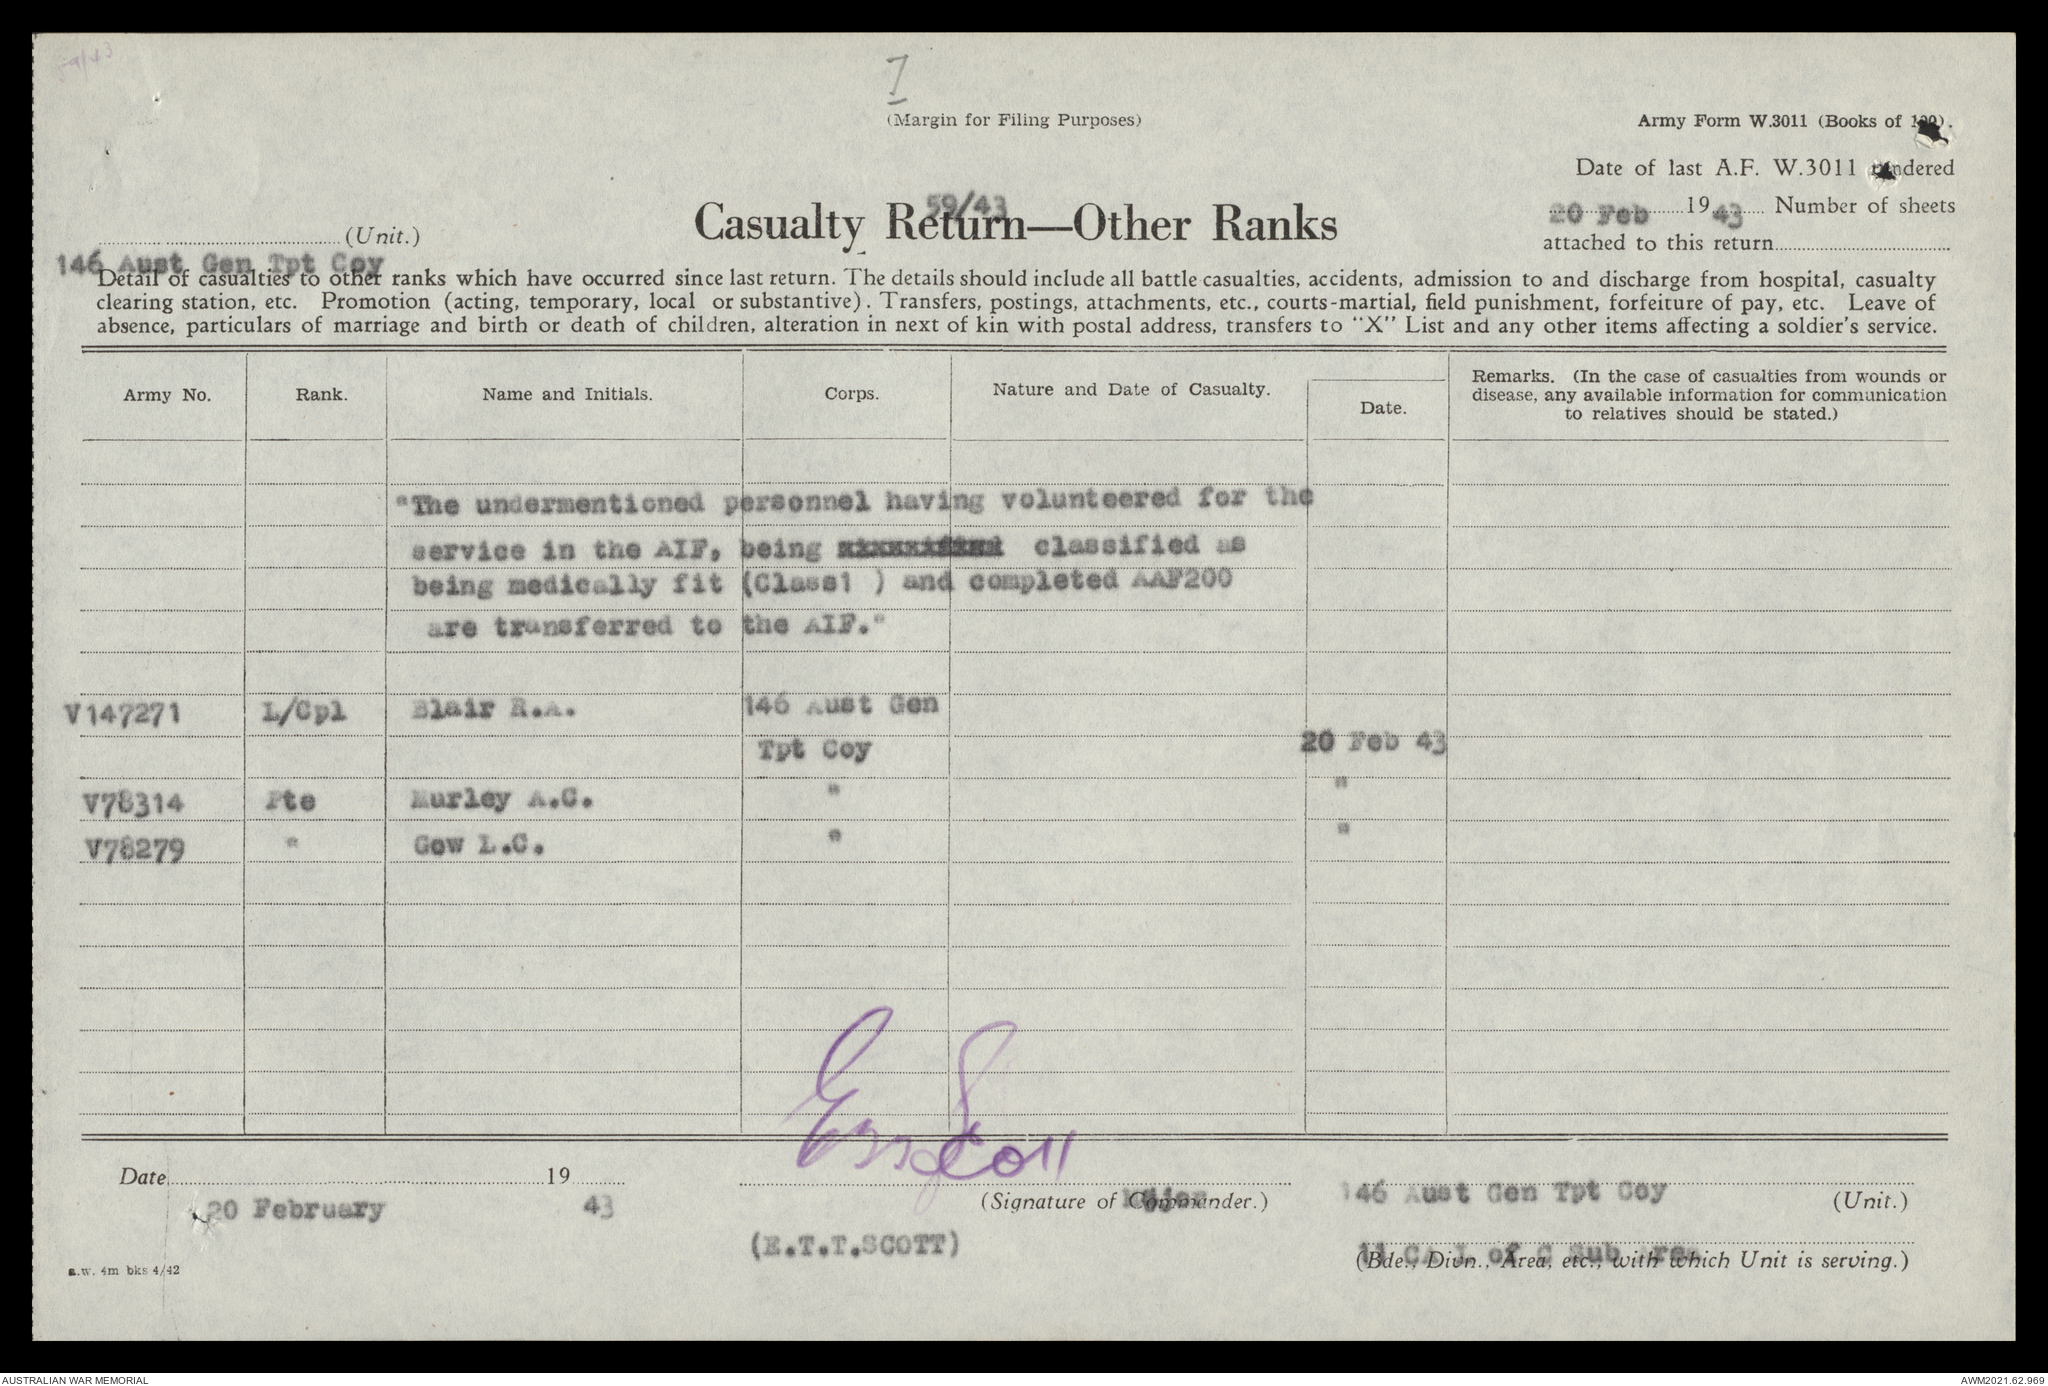 59/43
I
(Margin for Filing Purposes)
Army Form W.3011 (Books of 100).
Date of last A.F. W.3011 rendered
20 Feb 1943 Number of sheets
attached to this return
59/43
Casualty Return—Other Ranks
(Unit.)
146 Aust Gen Tpt Coy
Detail of casualties to other ranks which have occurred since last return. The details should include all battle casualties, accidents, admission to and discharge from hospital, casualty
clearing station, etc. Promotion (acting, temporary, local or substantive). Transfers, postings, attachments, etc., courts-martial, field punishment, forfeiture of pay, etc. Leave of
absence, particulars of marriage and birth or death of children, alteration in next of kin with postal address, transfers to "X" List and any other items affecting a soldier's service.
Army No. Rank. Name and Initials. Corps. Nature and Date of Casualty. Date. Remarks. (In the case of casualties from wounds or
disease, any available information for communication
to relatives should be stated.)
"The undermentioned personnel having volunteered for the
service in the AIF, being classified as
being medically fit (Class1 ) and completed AAF200
are transferred to the AIF."
V147271 L/Cpl Blair R.A. 146 Aust Gen
Tpt Coy 20 Feb 43
V78314 Pte Murley A.C. " "
V78279 " Gow L.C. " "
Date 20 February 1943
(Signature of Commander.)
Major
146 Aust Gen Tpt Coy (Unit.)
(E.T.T.SCOTT)
L of C Sub Area
(Bde., Divn., Area, etc., with which Unit is serving.)
a.w. 4m bks 4/42
AUSTRALIAN WAR MEMORIAL
AWM2021.62.969